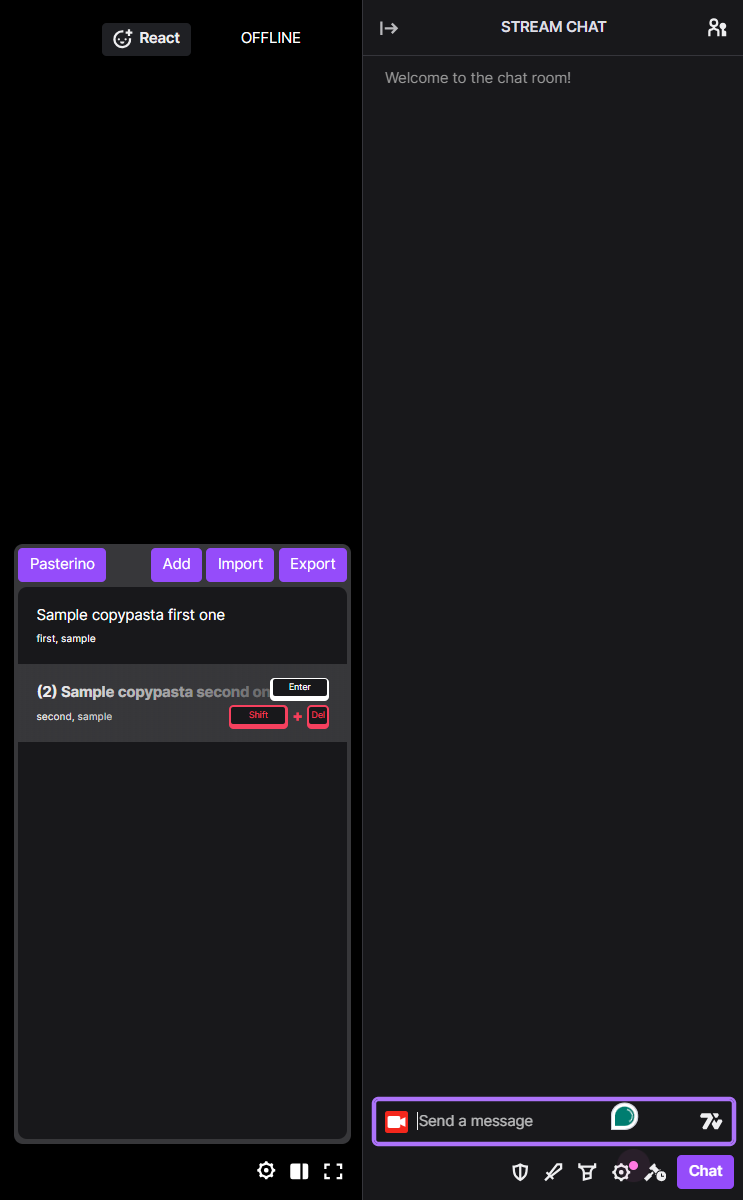 React
OFFLINE
STREAM CHAT
Welcome to the chat room!
Pasterino
Add
Import
Export
Sample copypasta first one
first, sample
(2) Sample copypasta second on
Enter
second, sample
Shift + Del
Send a message
Chat